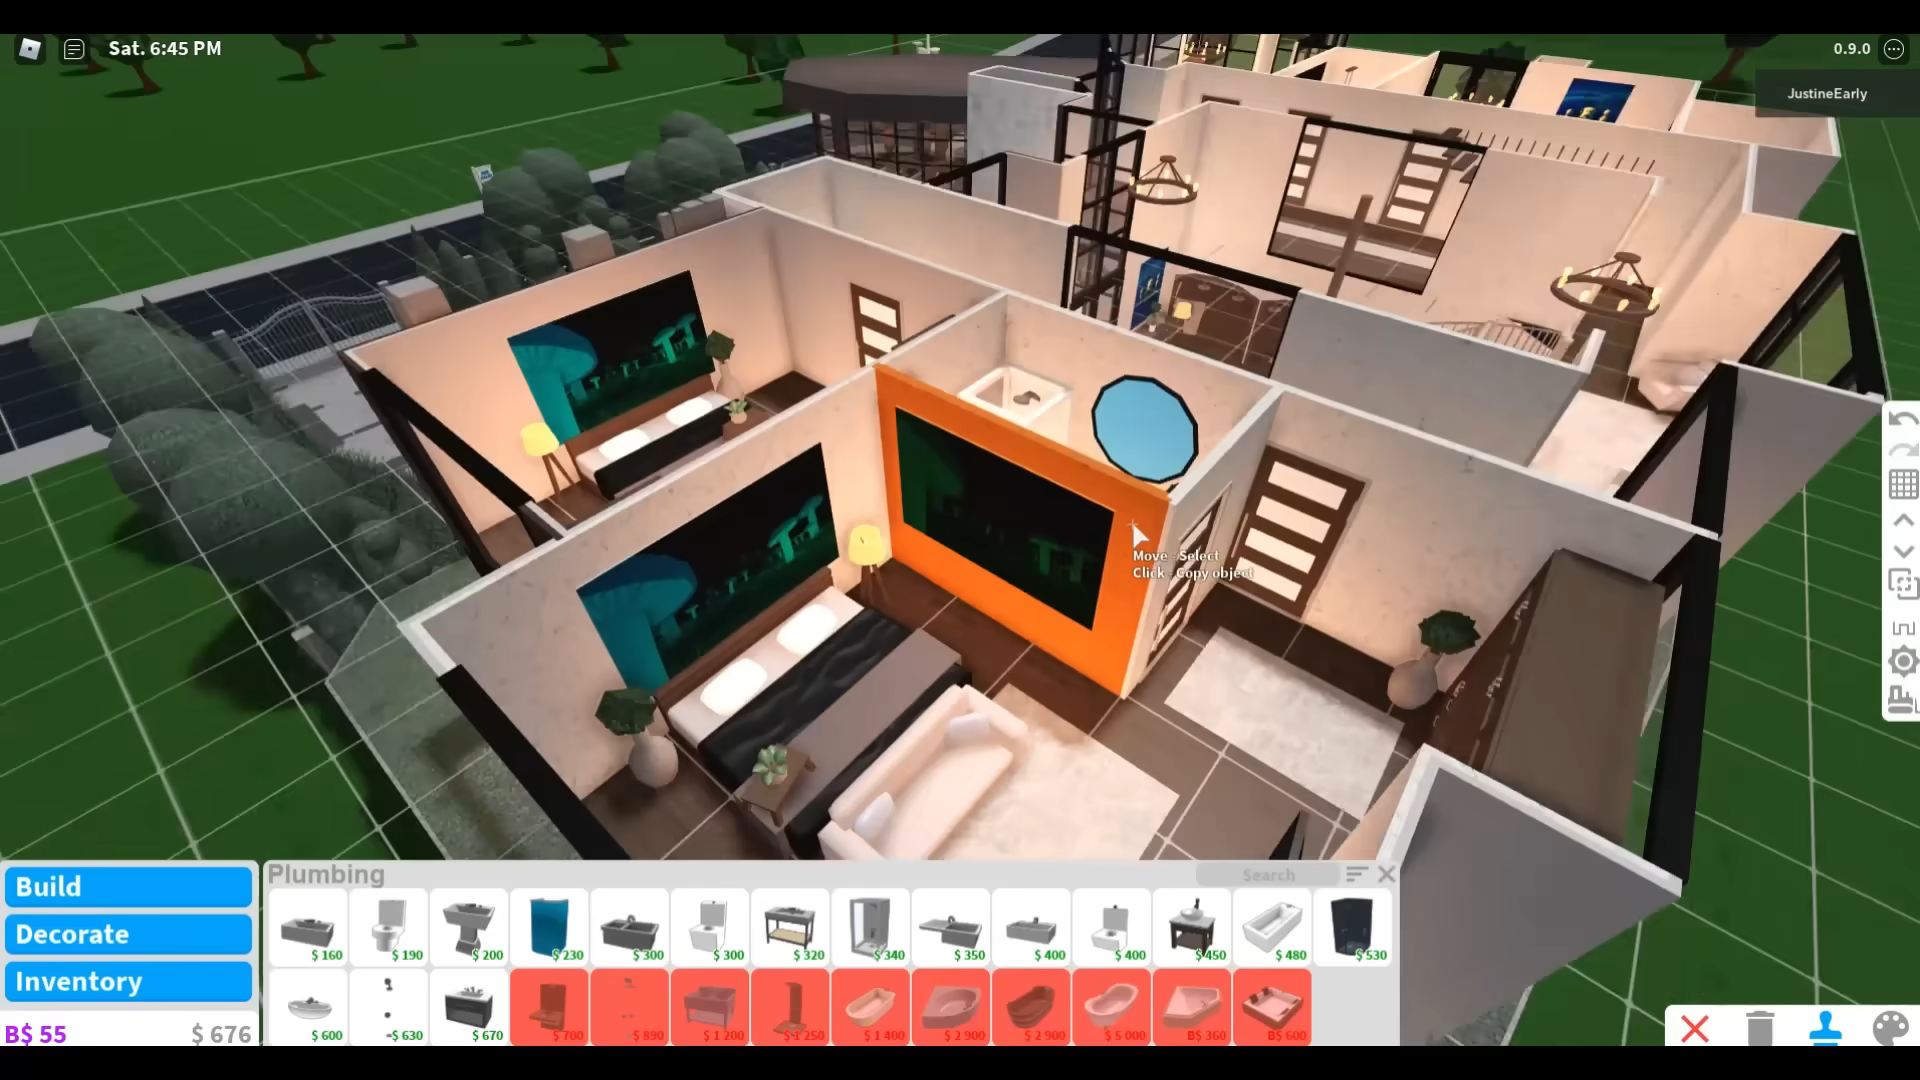 Sat. 6:45 PM
0.9.0
JustineEarly
Move - Select
Click - Copy object
Build
Decorate
Inventory
B$ 55
$ 676
Plumbing
Search
$ 160
$ 190
$ 200
$ 230
$ 300
$ 300
$ 320
$ 340
$ 350
$ 400
$ 400
$ 450
$ 480
$ 530
$ 600
$ 630
$ 670
$ 700
$ 890
$ 1 200
$ 1 250
$ 1 400
$ 2 900
$ 2 900
$ 5 000
B$ 360
B$ 600